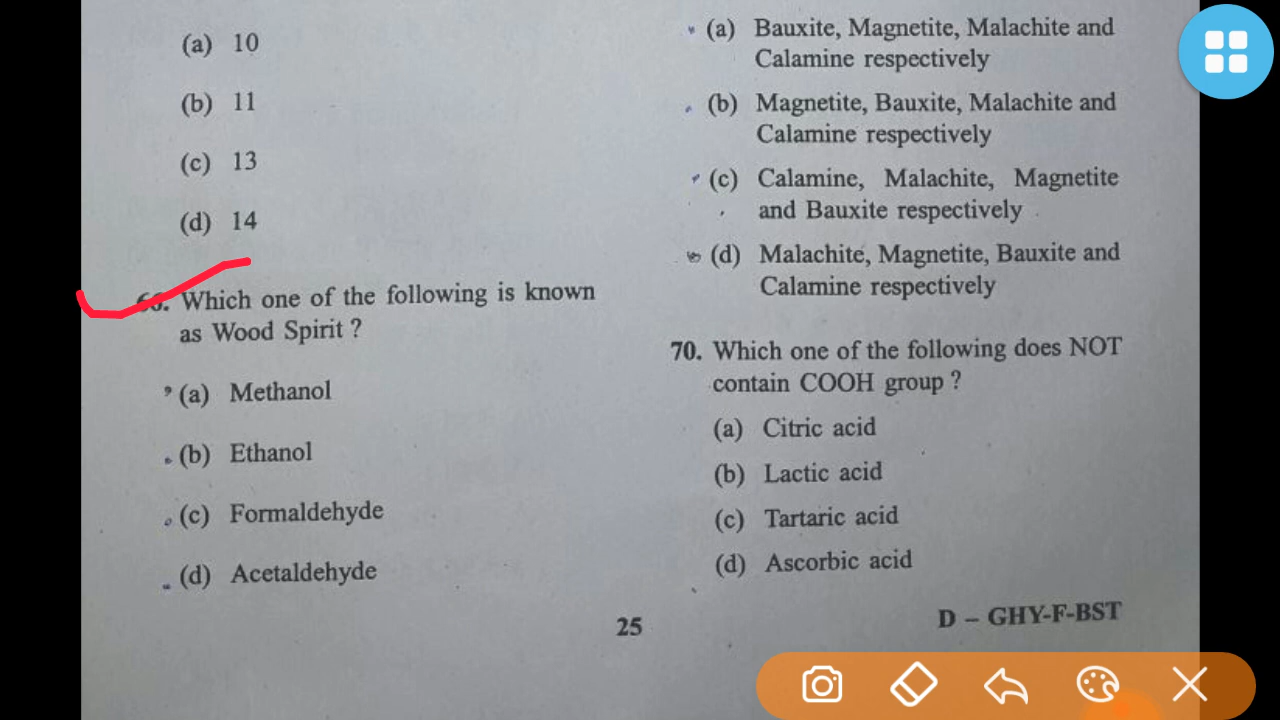 (a) 10
(b) 11
(c) 13
(d) 14
66. Which one of the following is known
as Wood Spirit ?
(a) Methanol
(b) Ethanol
(c) Formaldehyde
(d) Acetaldehyde
(a) Bauxite, Magnetite, Malachite and
Calamine respectively
(b) Magnetite, Bauxite, Malachite and
Calamine respectively
(c) Calamine, Malachite, Magnetite
and Bauxite respectively
(d) Malachite, Magnetite, Bauxite and
Calamine respectively
70. Which one of the following does NOT
contain COOH group ?
(a) Citric acid
(b) Lactic acid
(c) Tartaric acid
(d) Ascorbic acid
25
D – GHY-F-BST